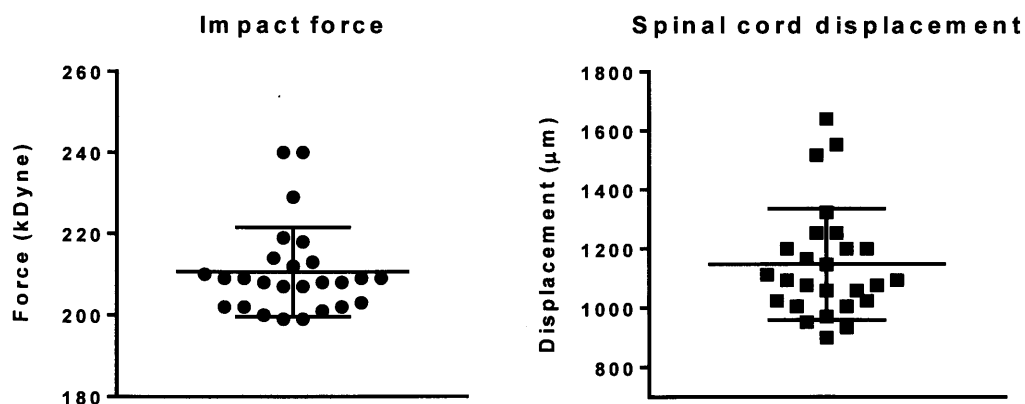 Impact force
Force (kDyne)
260
240
220
200
180
Spinal cord displacement
Displacement (μm)
1800
1600
1400
1200
1000
800